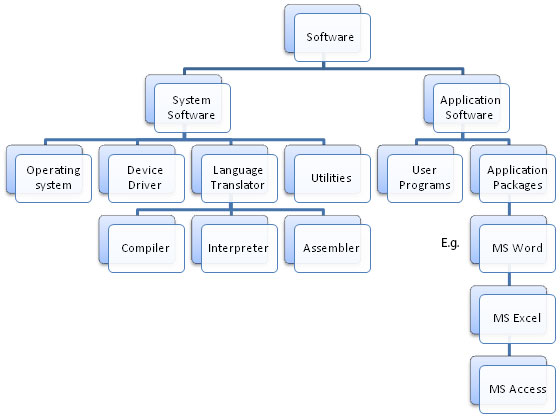 Software
System
Software
Application
Software
Operating
system
Device
Driver
Language
Translator
Utilities
User
Programs
Application
Packages
Compiler
Interpreter
Assembler
E.g.
MS Word
MS Excel
MS Access